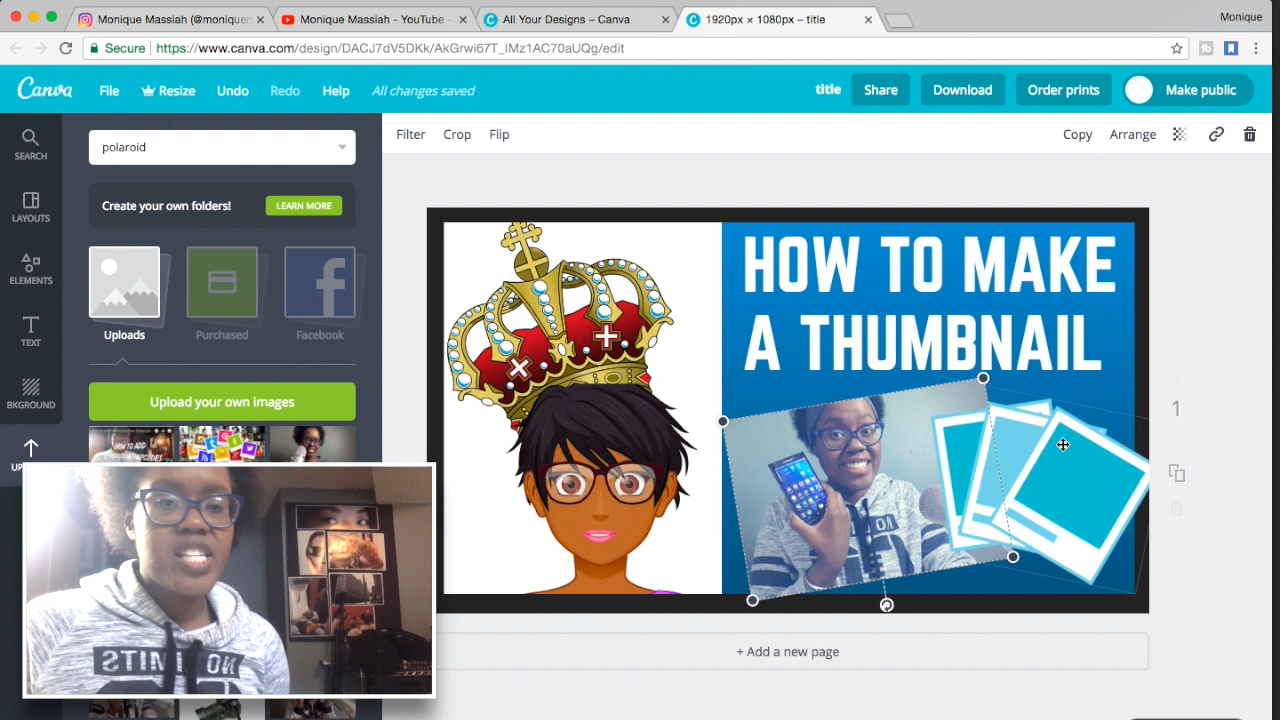 Monique Massiah (@moniquer
Monique Massiah - YouTube -
All Your Designs – Canva
1920px × 1080px – title
Monique
Secure
https://www.canva.com/design/DACJ7dV5DKk/AkGrwi67T_IMz1AC70aUQg/edit
Canva
File
Resize
Undo
Redo
Help
All changes saved
title
Share
Download
Order prints
Make public
SEARCH
LAYOUTS
ELEMENTS
TEXT
BKGROUND
polaroid
Create your own folders!
LEARN MORE
Uploads
Purchased
Facebook
Upload your own images
Filter
Crop
Flip
Copy
Arrange
HOW TO MAKE
A THUMBNAIL
1
+ Add a new page
NO LIMITS